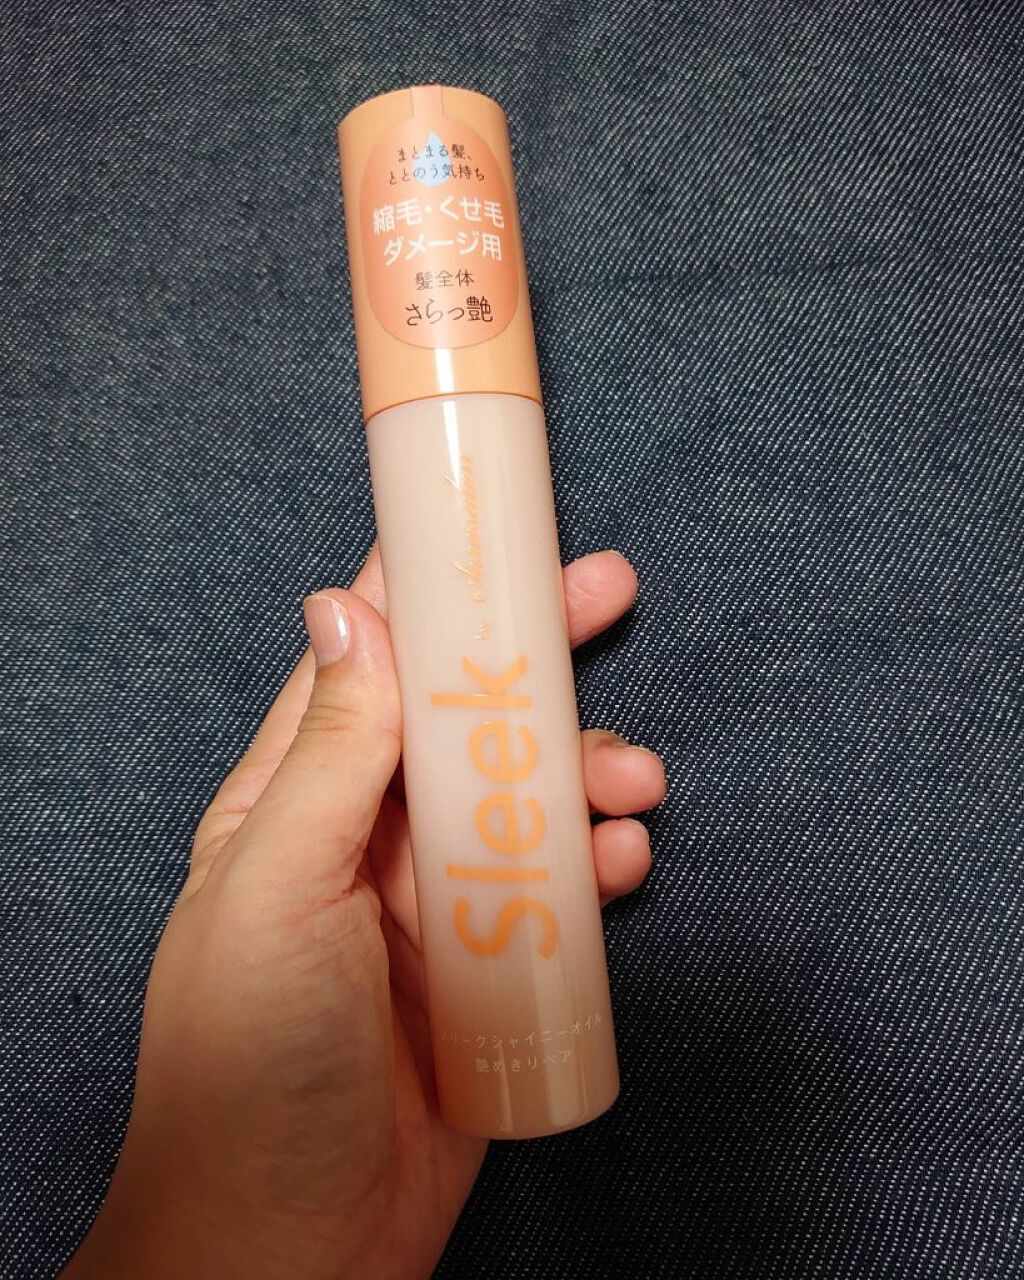 まとまる髪、
ととのう気持ち
縮毛・くせ毛
ダメージ用
髪全体
さらっ艶
Sleek by
スリークシャイニーオイル
艶めきリペア